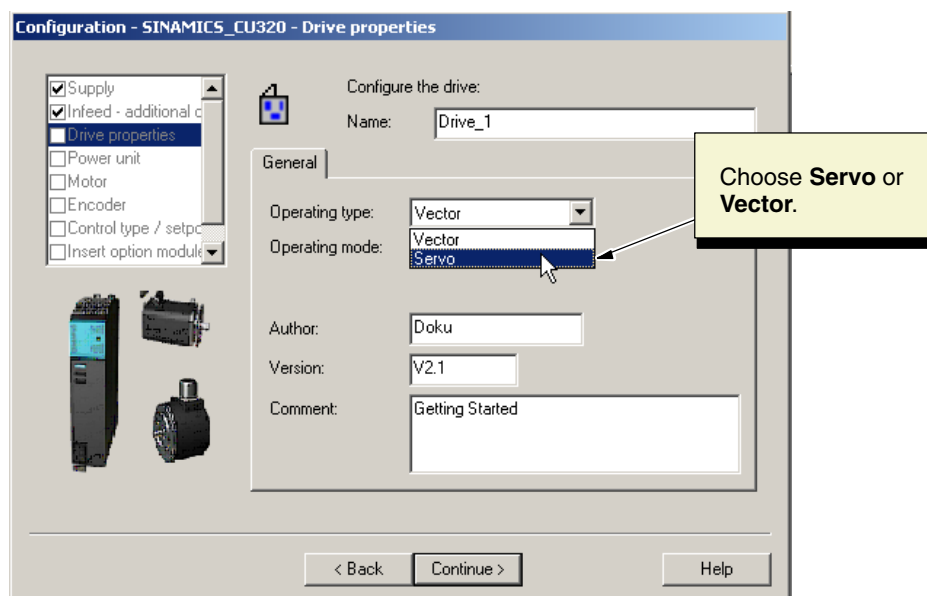 Configuration - SINAMICS_CU320 - Drive properties
Supply
Infeed - additional c
Drive properties
Power unit
Motor
Encoder
Control type / setpo
Insert option module
Configure the drive:
Name: Drive_1
General
Operating type: Vector
Operating mode: Vector
Servo
Author: Doku
Version: V2.1
Comment: Getting Started
Choose Servo or
Vector.
< Back Continue > Help